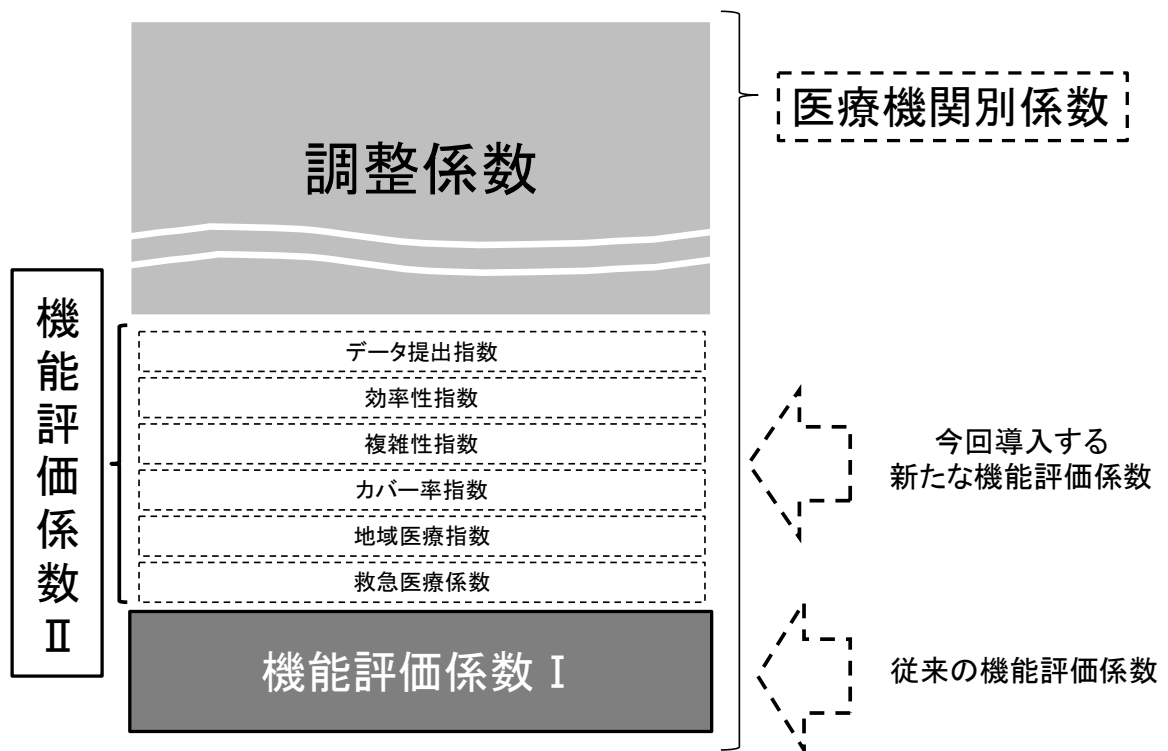 医療機関別係数
調整係数
機能評価係数Ⅱ
データ提出指数
効率性指数
複雑性指数
カバー率指数
地域医療指数
救急医療係数
今回導入する
新たな機能評価係数
機能評価係数Ⅰ
従来の機能評価係数